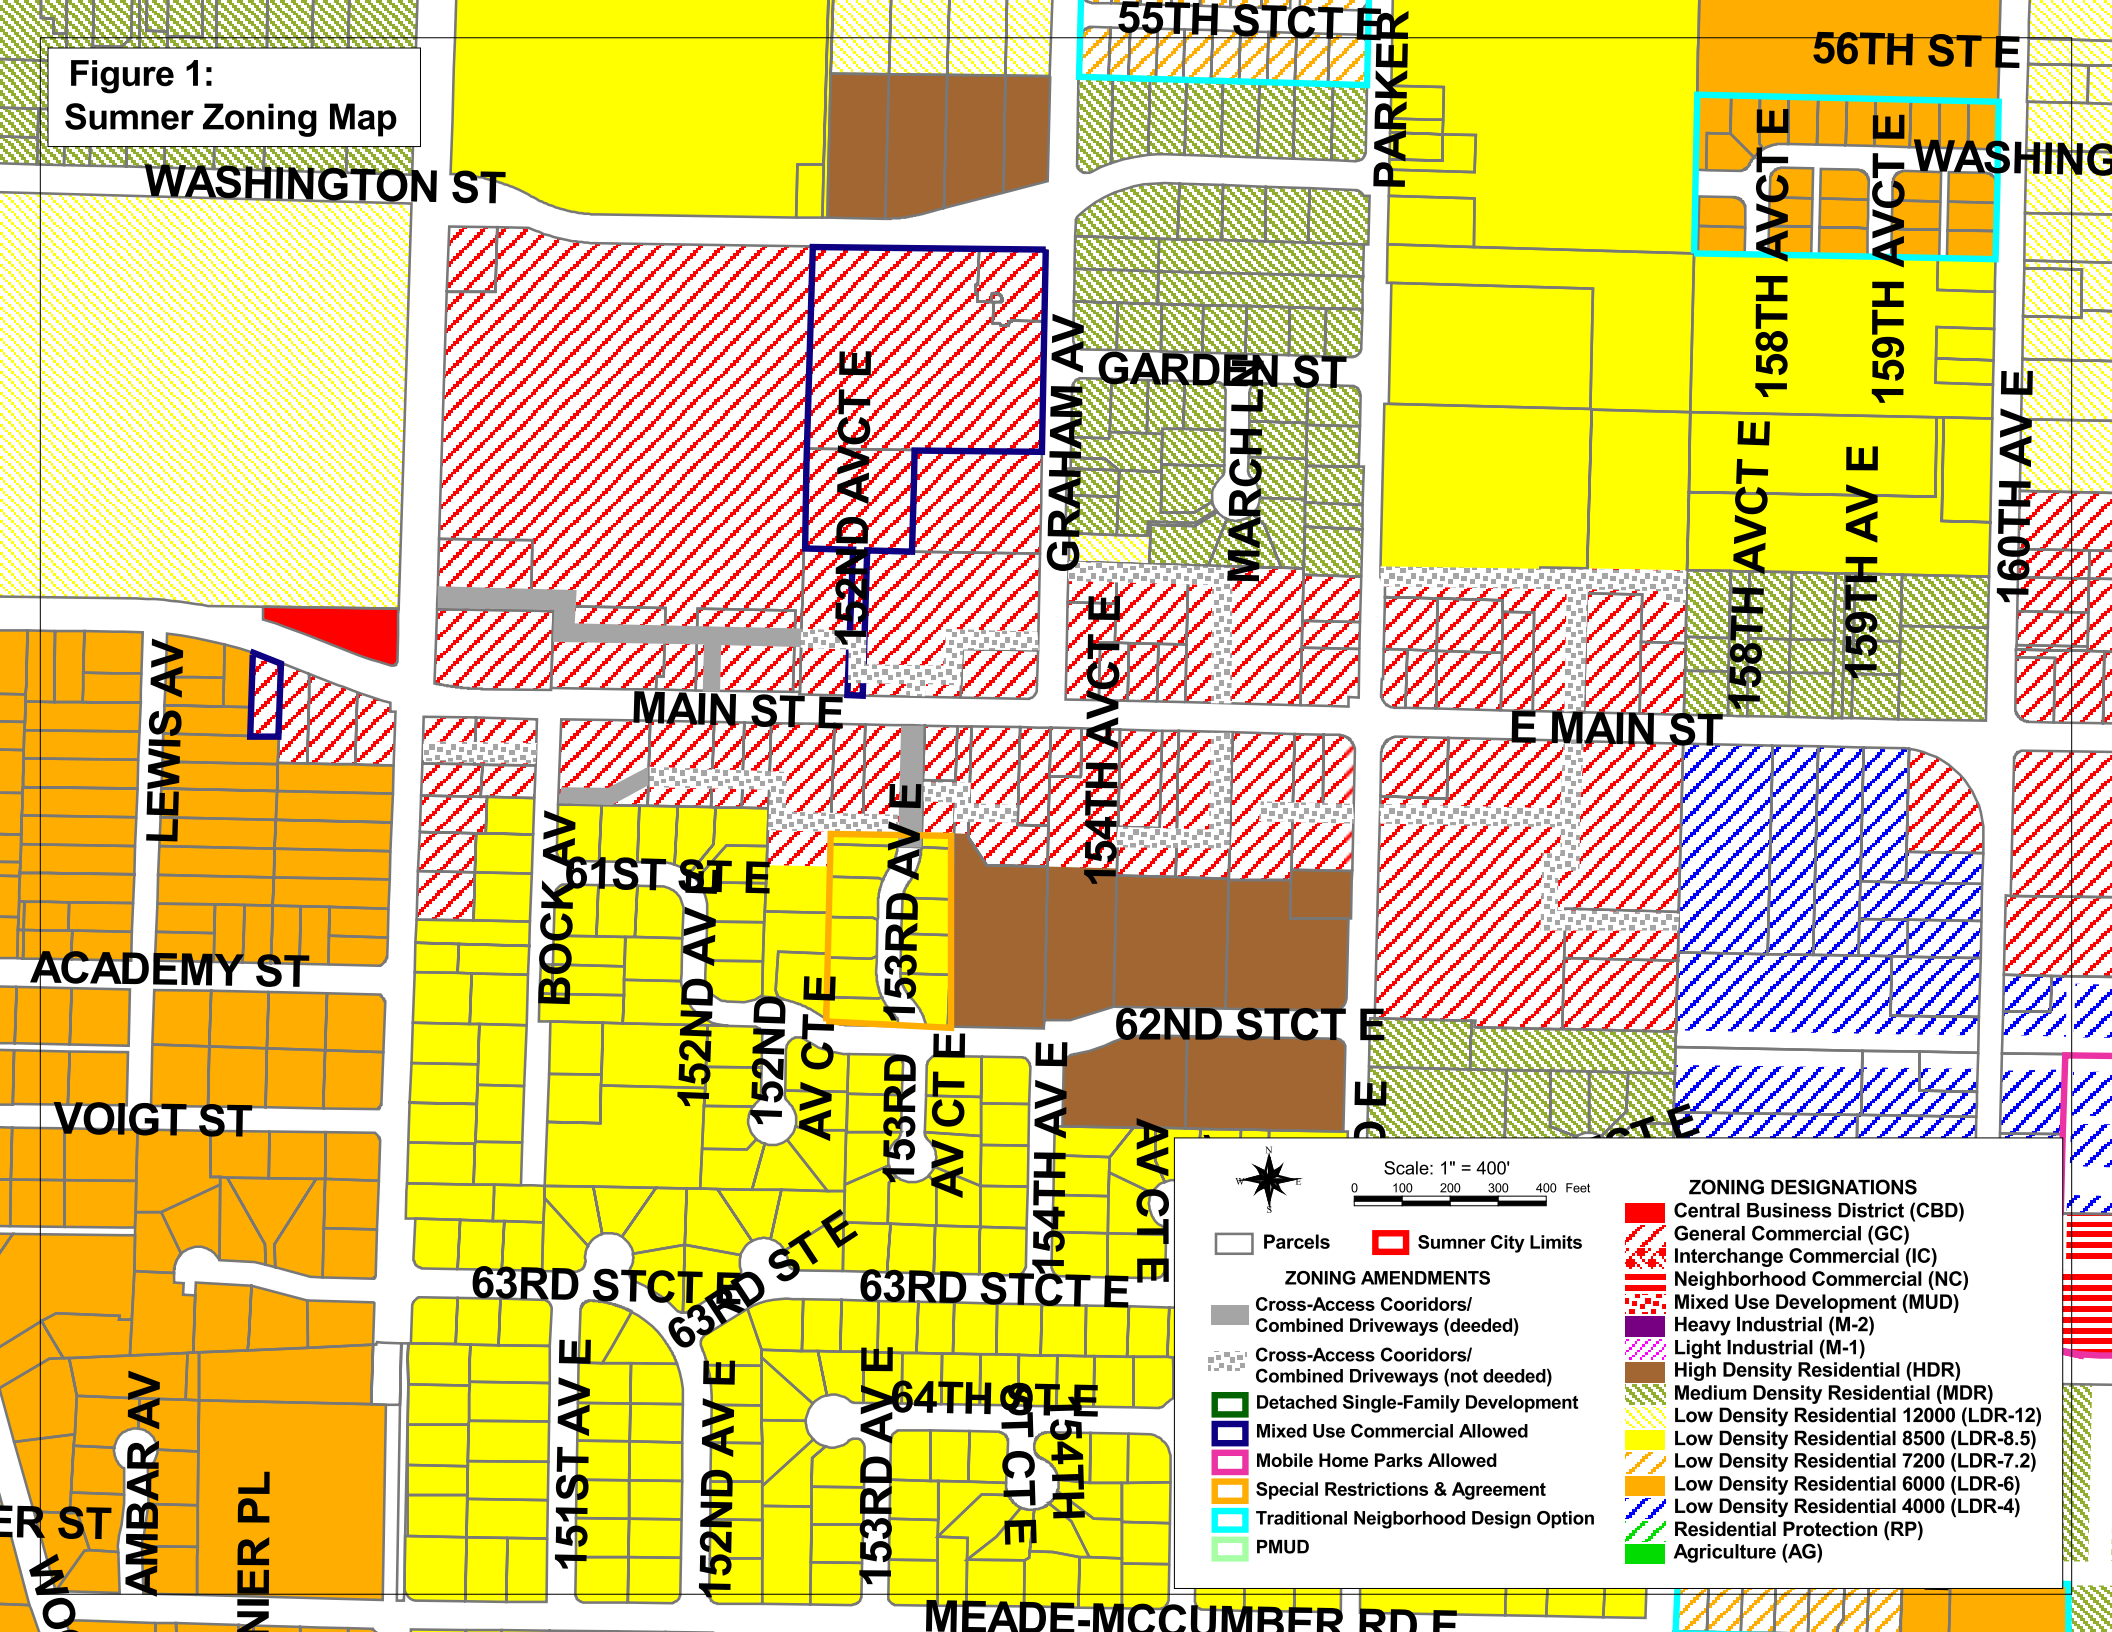 55TH STCT E
PARKER
56TH ST E
Figure 1:
Sumner Zoning Map
WASHINGTON ST
158TH AVCT E
159TH AVCT E
WASHING
152ND AVCT E
GRAHAM AV
GARDEN ST
MARCH LN
158TH AVCT E
159TH AV E
160TH AV E
LEWIS AV
MAIN ST E
154TH AVCT E
E MAIN ST
BOCK AV
61ST ST E
152ND AV E
153RD AV E
ACADEMY ST
152ND
AV CT E
62ND STCT E
VOIGT ST
153RD
AV CT E
154TH AV E
AV CT E
D E
CT E
63RD STCT E
63RD ST E
63RD STCT E
64TH ST E
154TH
ST CT E
AMBAR AV
NIER PL
151ST AV E
152ND AV E
153RD AV E
ER ST
WO
MEADE-MCCUMBER RD E
N
W E
S
Scale: 1" = 400'
0 100 200 300 400 Feet
Parcels
Sumner City Limits
ZONING AMENDMENTS
Cross-Access Cooridors/
Combined Driveways (deeded)
Cross-Access Cooridors/
Combined Driveways (not deeded)
Detached Single-Family Development
Mixed Use Commercial Allowed
Mobile Home Parks Allowed
Special Restrictions & Agreement
Traditional Neigborhood Design Option
PMUD
ZONING DESIGNATIONS
Central Business District (CBD)
General Commercial (GC)
Interchange Commercial (IC)
Neighborhood Commercial (NC)
Mixed Use Development (MUD)
Heavy Industrial (M-2)
Light Industrial (M-1)
High Density Residential (HDR)
Medium Density Residential (MDR)
Low Density Residential 12000 (LDR-12)
Low Density Residential 8500 (LDR-8.5)
Low Density Residential 7200 (LDR-7.2)
Low Density Residential 6000 (LDR-6)
Low Density Residential 4000 (LDR-4)
Residential Protection (RP)
Agriculture (AG)